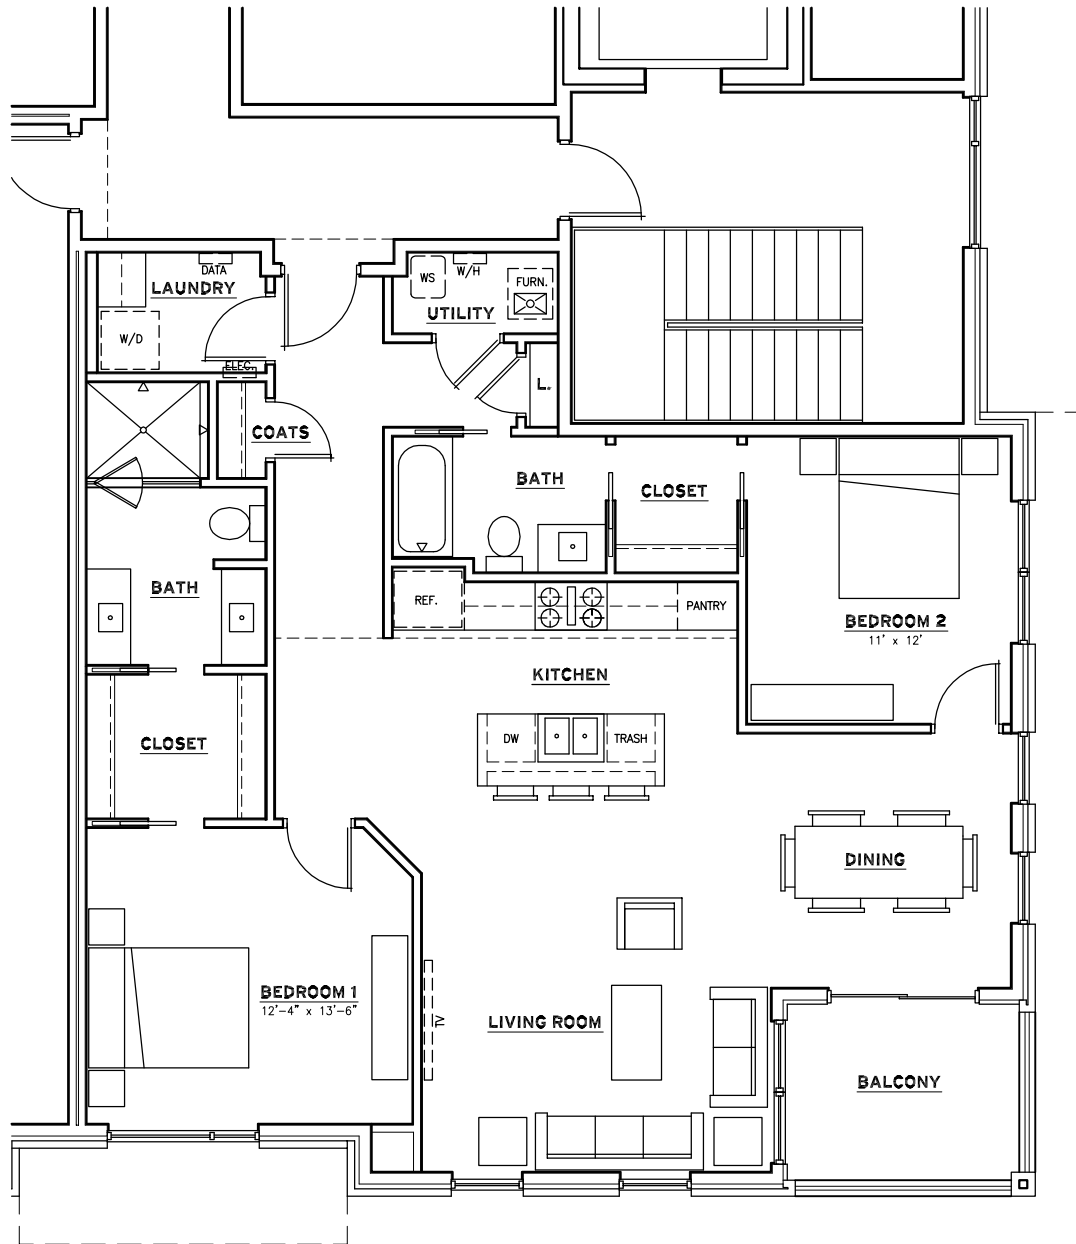 DATA
LAUNDRY
W/D
ELEC.
WS
W/H
FURN.
UTILITY
L.
COATS
BATH
CLOSET
BATH
REF.
PANTRY
BEDROOM 2
11' x 12'
KITCHEN
DW
TRASH
CLOSET
DINING
BEDROOM 1
12'-4" x 13'-6"
TV
LIVING ROOM
BALCONY